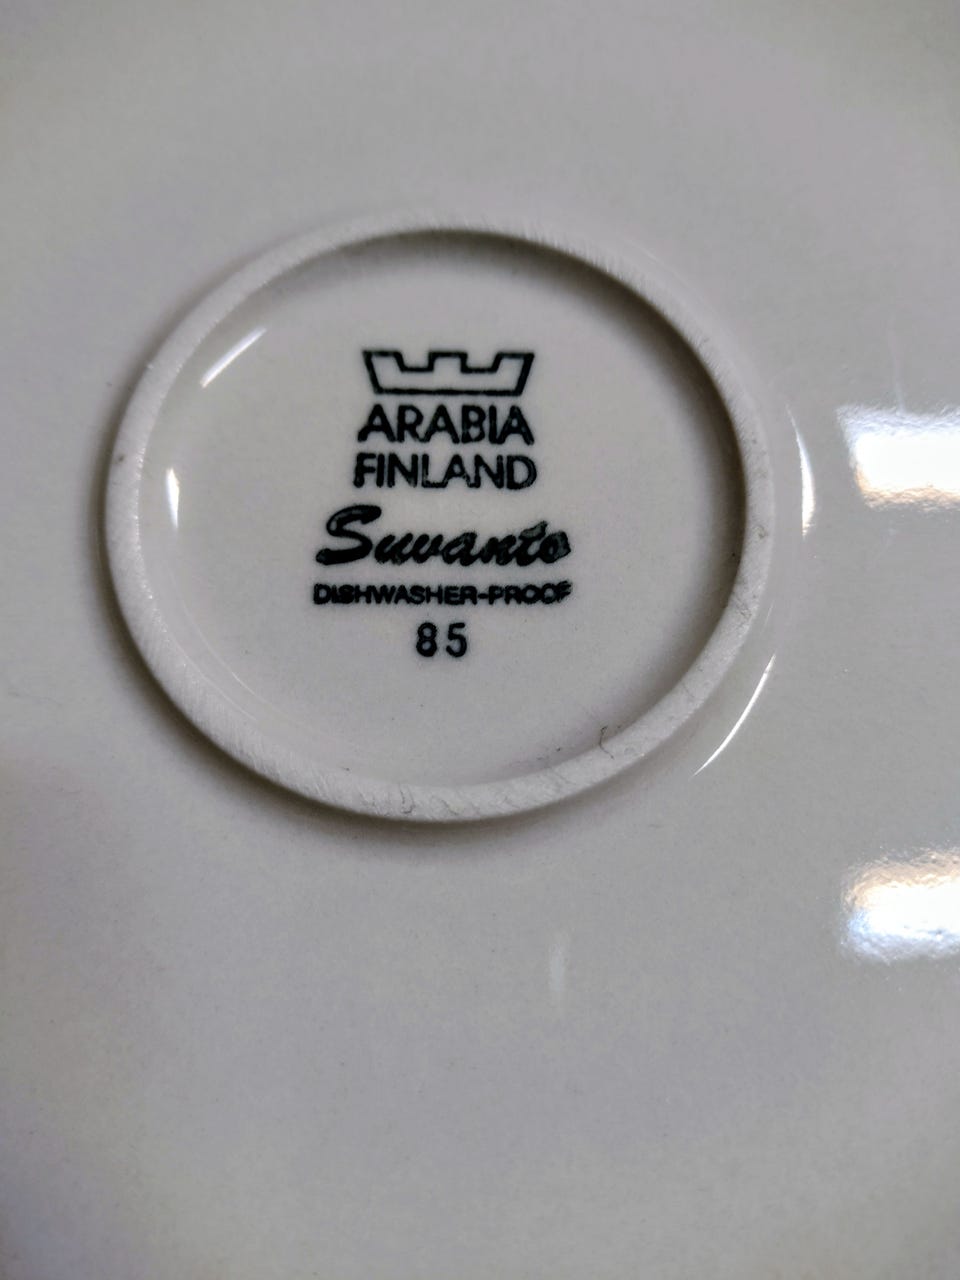 ARABIA
FINLAND
Suvanto
DISHWASHER-PROOF
85